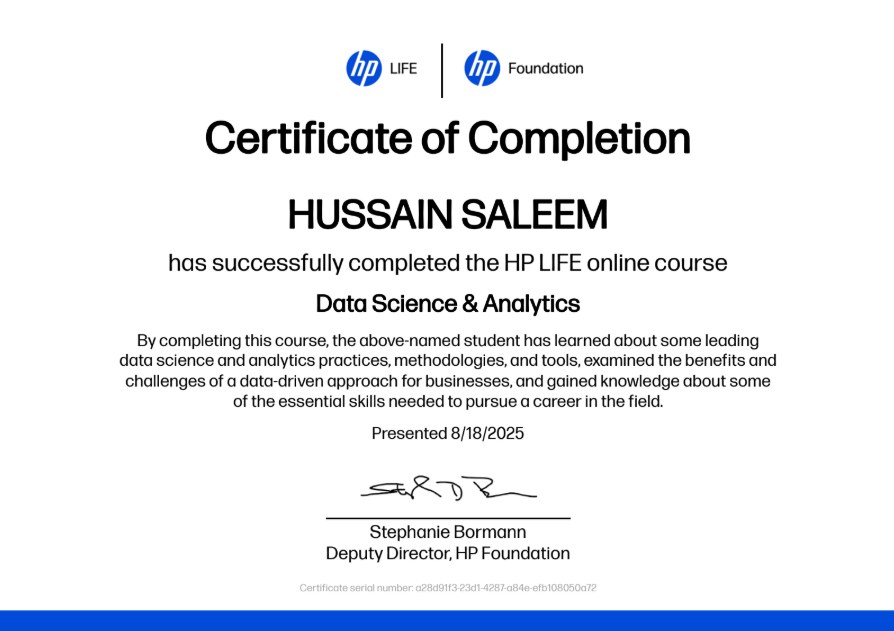 hp LIFE | hp Foundation
Certificate of Completion
HUSSAIN SALEEM
has successfully completed the HP LIFE online course
Data Science & Analytics
By completing this course, the above-named student has learned about some leading
data science and analytics practices, methodologies, and tools, examined the benefits and
challenges of a data-driven approach for businesses, and gained knowledge about some
of the essential skills needed to pursue a career in the field.
Presented 8/18/2025
Stephanie Bormann
Deputy Director, HP Foundation
Certificate serial number: a28d91f3-23d1-4287-a84e-efb108050a72